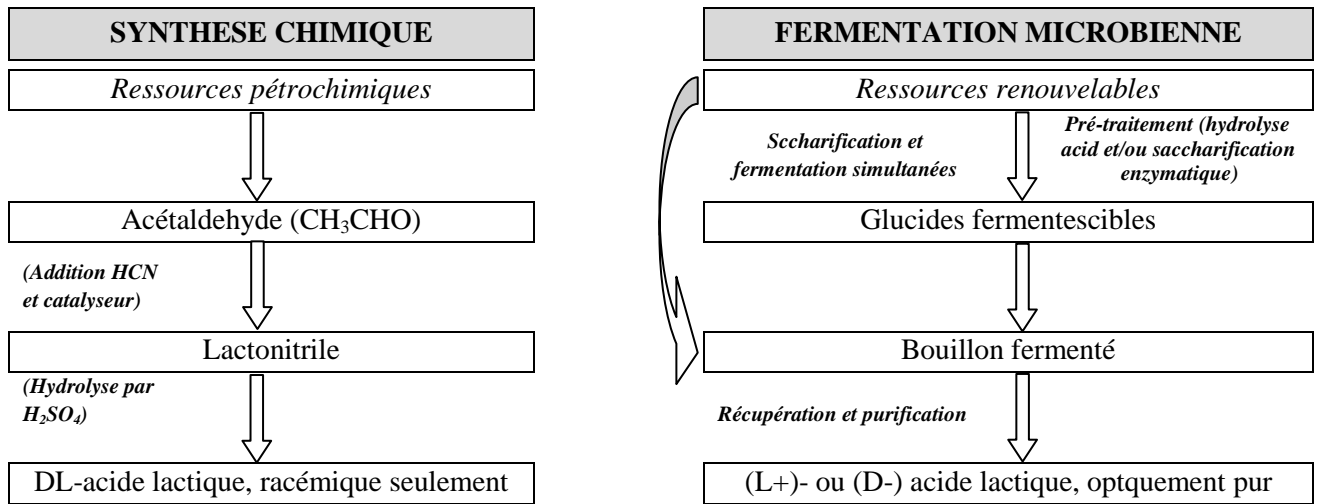 SYNTHESE CHIMIQUE
Ressources pétrochimiques
Acétaldehyde (CH₃CHO)
(Addition HCN
et catalyseur)
Lactonitrile
(Hydrolyse par
H₂SO₄)
DL-acide lactique, racémique seulement
FERMENTATION MICROBIENNE
Ressources renouvelables
Sccharification et
fermentation simultanées
Pré-traitement (hydrolyse
acid et/ou saccharification
enzymatique)
Glucides fermentescibles
Bouillon fermenté
Récupération et purification
(L+)- ou (D-) acide lactique, optquement pur